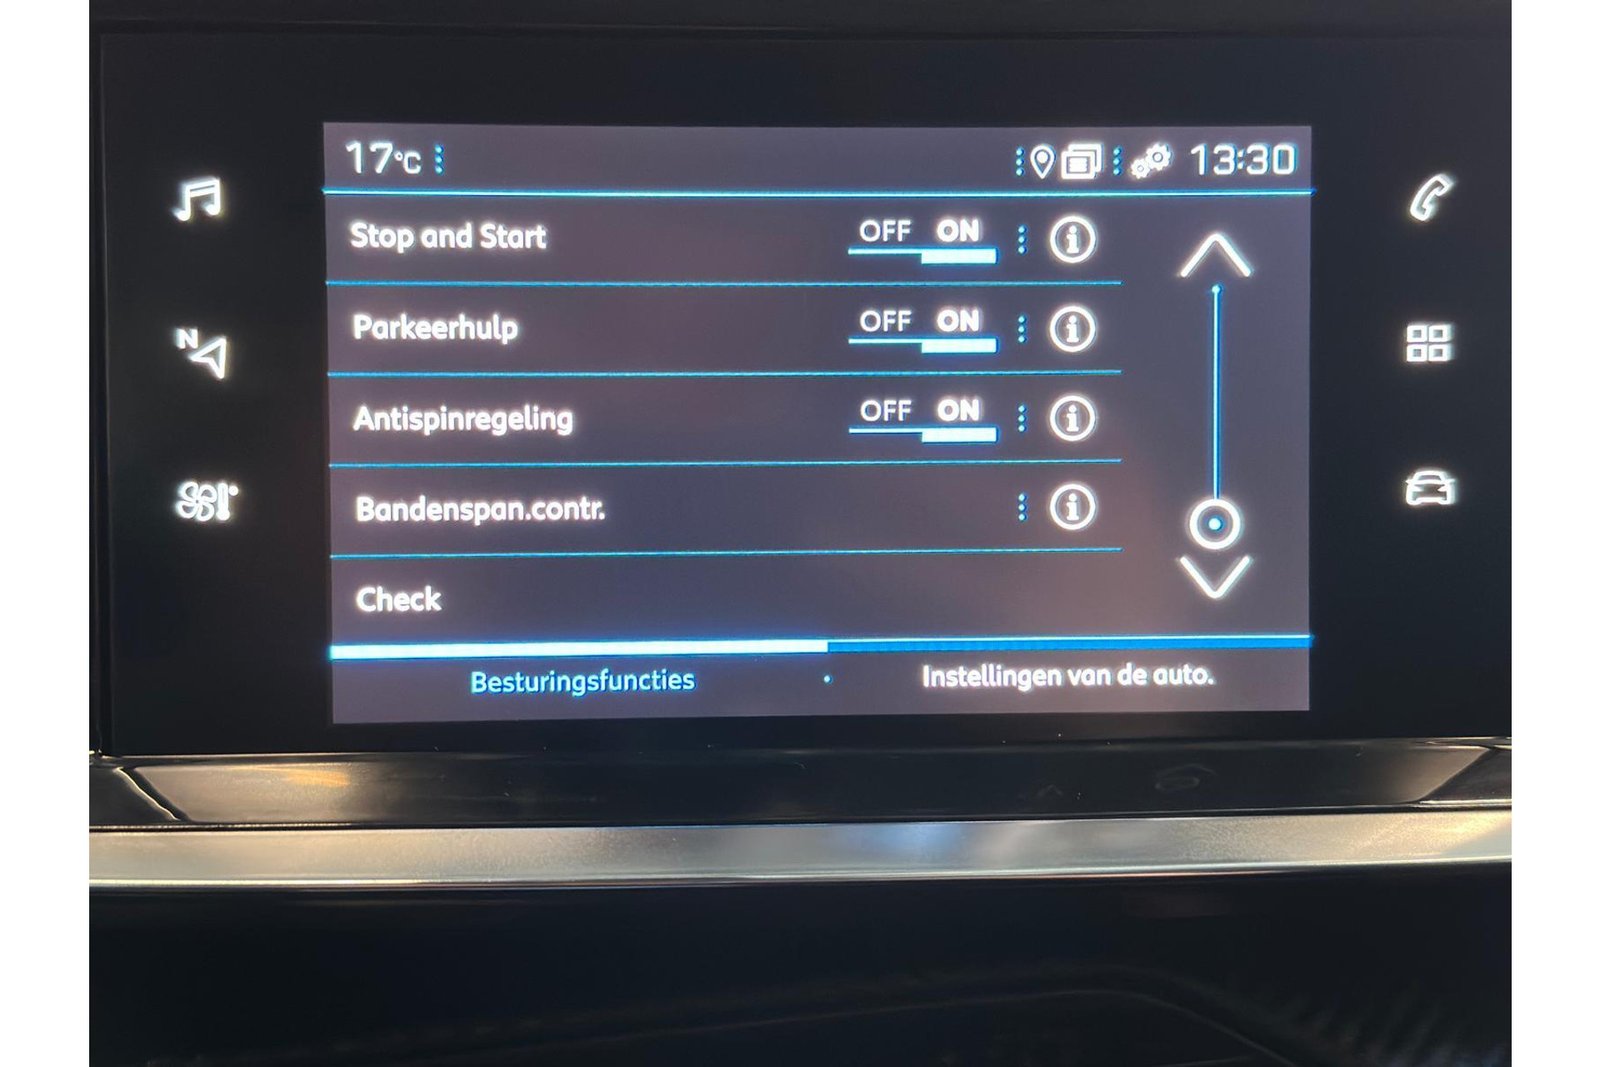 17°C 13:30
Stop and Start OFF ON
Parkeerhulp OFF ON
Antispinregeling OFF ON
Bandenspan.contr.
Check
Besturingsfuncties Instellingen van de auto.
N